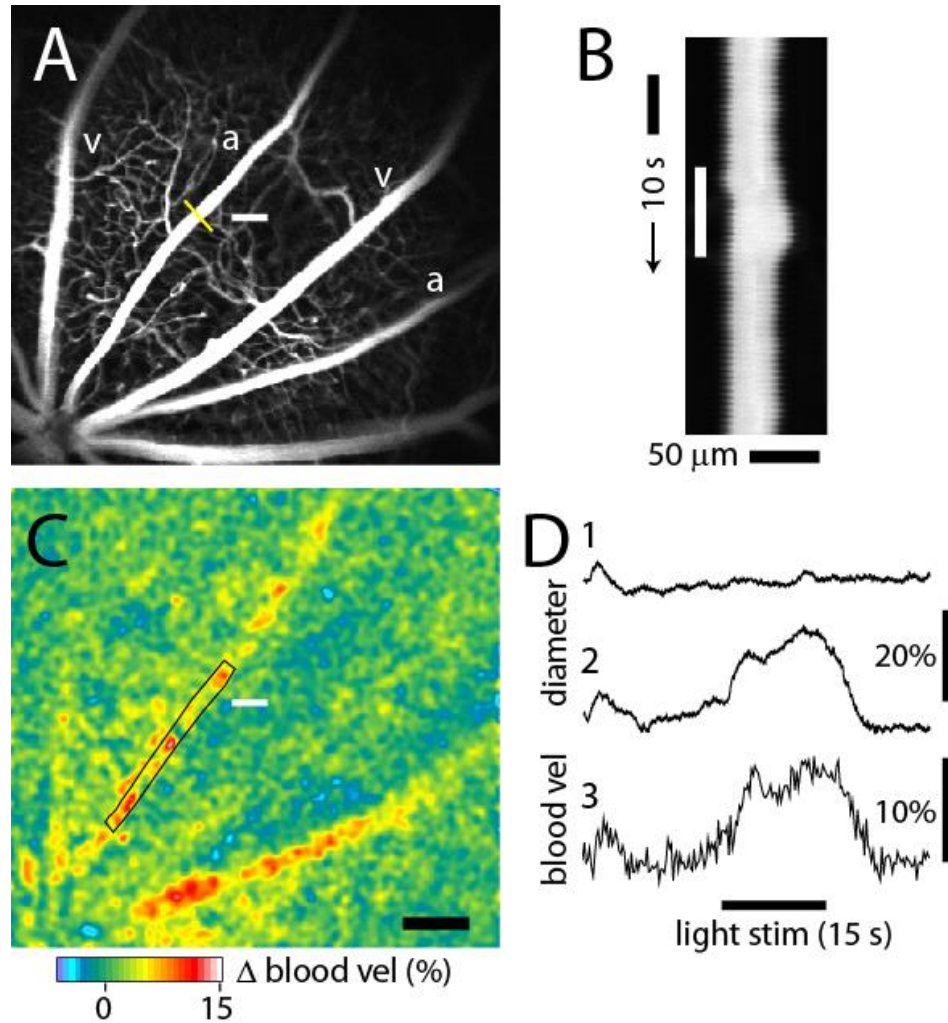 A
v
a
v
a
B
10 s
50 μm
C
Δ blood vel (%)
0
15
D
1
diameter
2
20%
blood vel
3
10%
light stim (15 s)